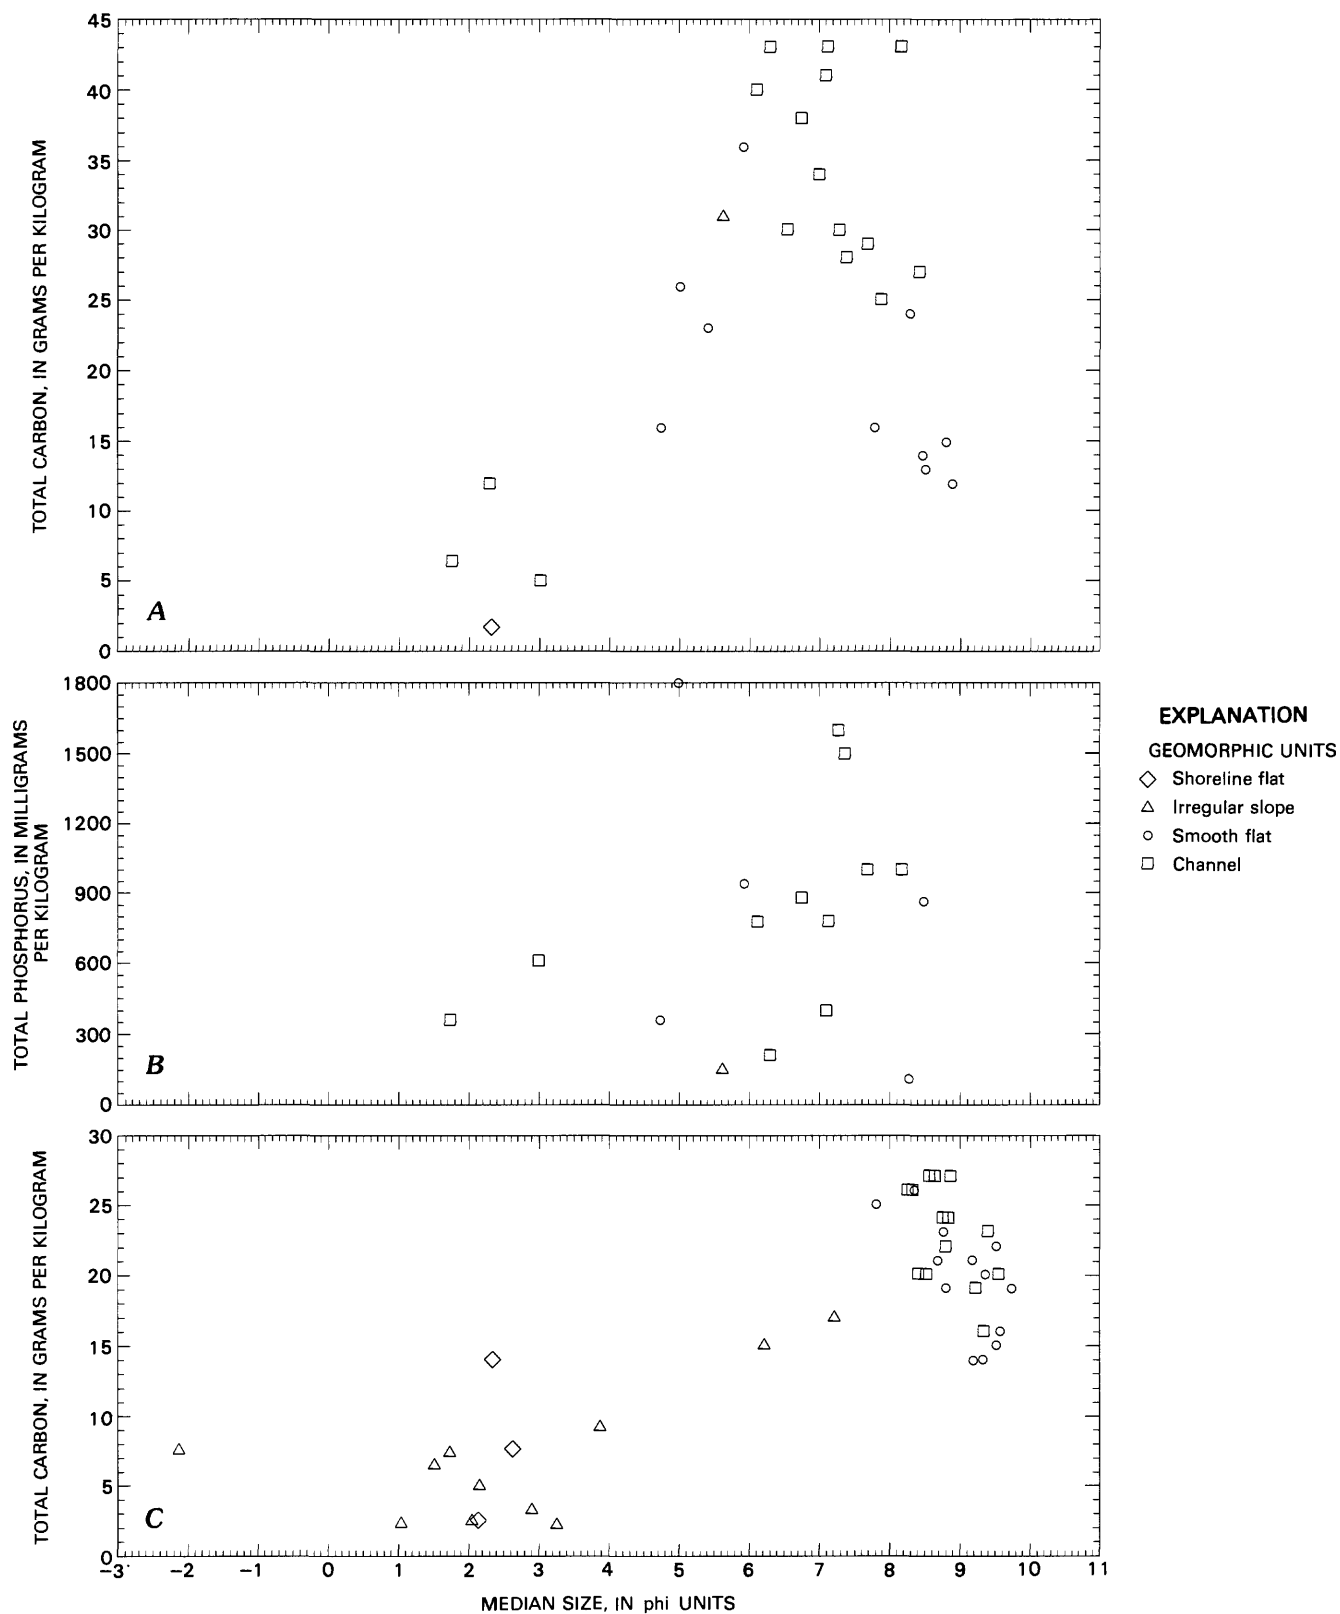 45
40
35
30
25
20
15
10
5
0
TOTAL CARBON, IN GRAMS PER KILOGRAM
A
1800
1500
1200
900
600
300
0
TOTAL PHOSPHORUS, IN MILLIGRAMS
PER KILOGRAM
B
EXPLANATION
GEOMORPHIC UNITS
Shoreline flat
Irregular slope
Smooth flat
Channel
30
25
20
15
10
5
0
TOTAL CARBON, IN GRAMS PER KILOGRAM
C
-3 -2 -1 0 1 2 3 4 5 6 7 8 9 10 11
MEDIAN SIZE, IN phi UNITS